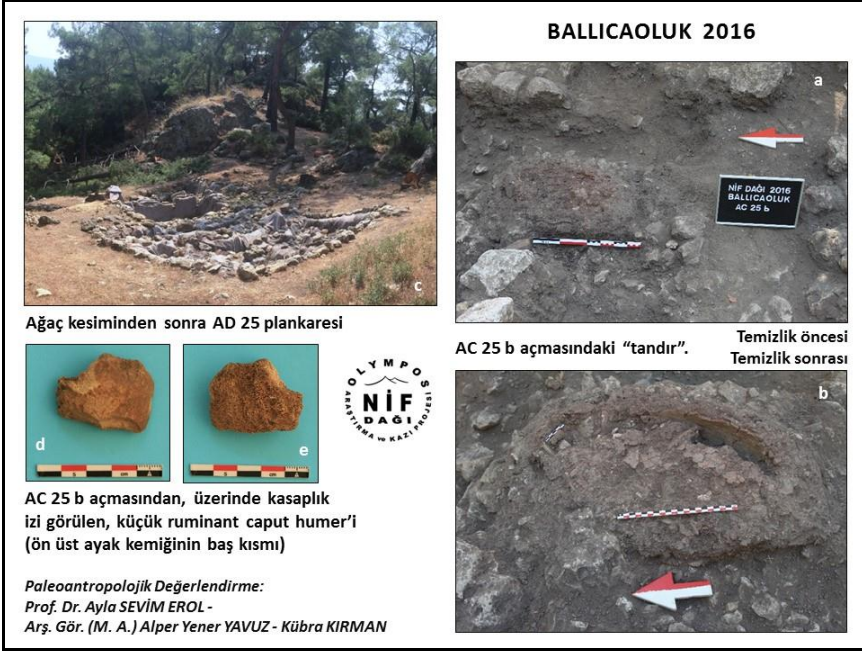 BALLICAOLUK 2016
c
Ağaç kesiminden sonra AD 25 plankaresi
d
e
OLYMPOS
NİF
DAĞI
ARAŞTIRMA ve KAZI PROJESİ
AC 25 b açmasından, üzerinde kasaplık
izi görülen, küçük ruminant caput humer’i
(ön üst ayak kemiğinin baş kısmı)
Paleoantropolojik Değerlendirme:
Prof. Dr. Ayla SEVİM EROL -
Arş. Gör. (M. A.) Alper Yener YAVUZ - Kübra KIRMAN
a
NİF DAĞI 2016
BALLICAOLUK
AC 25 b
AC 25 b açmasındaki “tandır”.
Temizlik öncesi
Temizlik sonrası
b